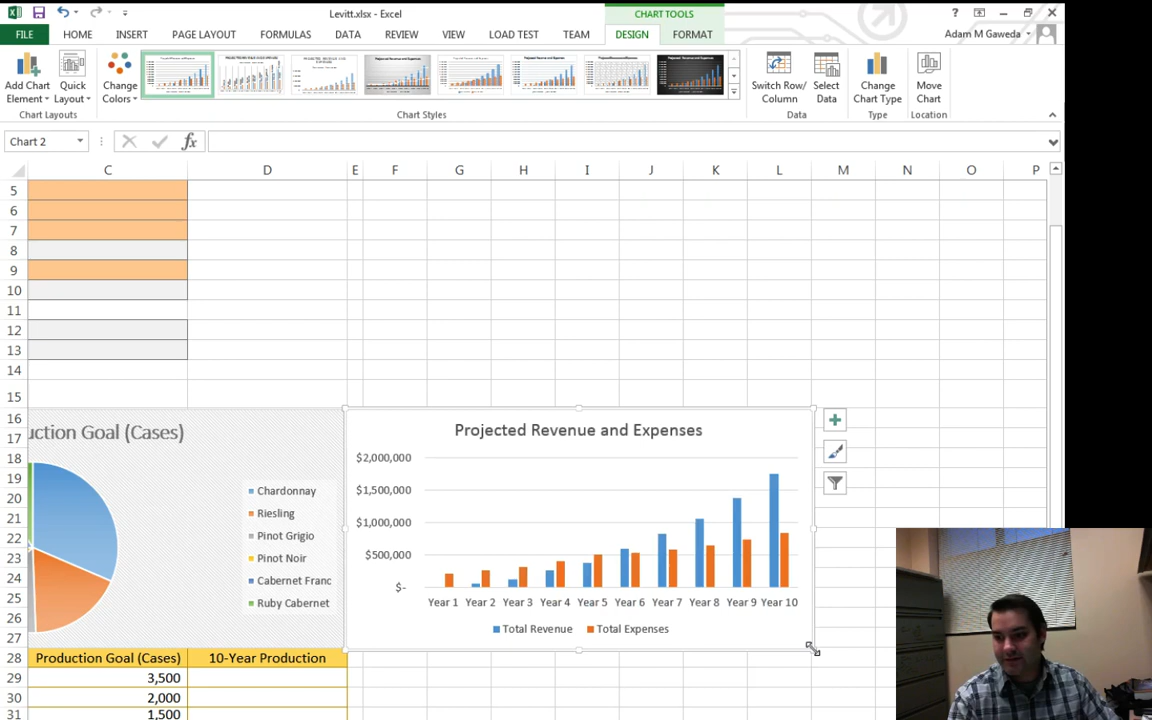 Levitt.xlsx - Excel
CHART TOOLS
FILE
HOME
INSERT
PAGE LAYOUT
FORMULAS
DATA
REVIEW
VIEW
LOAD TEST
TEAM
DESIGN
FORMAT
Adam M Gaweda
Add Chart Element
Quick Layout
Change Colors
Switch Row/ Column
Select Data
Change Chart Type
Move Chart
Chart Layouts
Chart Styles
Data
Type
Location
Chart 2
fx
C D E F G H I J K L M N O P
5
6
7
8
9
10
11
12
13
14
15
16
17
18
19
20
21
22
23
24
25
26
27
uction Goal (Cases)
Chardonnay
Riesling
Pinot Grigio
Pinot Noir
Cabernet Franc
Ruby Cabernet
Projected Revenue and Expenses
$2,000,000
$1,500,000
$1,000,000
$500,000
$-
Year 1 Year 2 Year 3 Year 4 Year 5 Year 6 Year 7 Year 8 Year 9 Year 10
Total Revenue Total Expenses
28 Production Goal (Cases) 10-Year Production
29 3,500
30 2,000
31 1,500